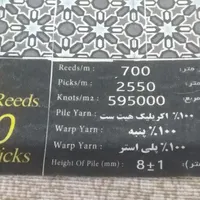 Reeds/m : 700
Picks/m : 2550
Knots/m2 : 595000
Pile Yarn : ۱۰۰٪ اکریلیک هیت ست
Warp Yarn : ۱۰۰٪ پنبه
Warp Yarn : ۱۰۰٪ پلی استر
Height Of Pile (mm) : 8±1
Reeds
0
icks